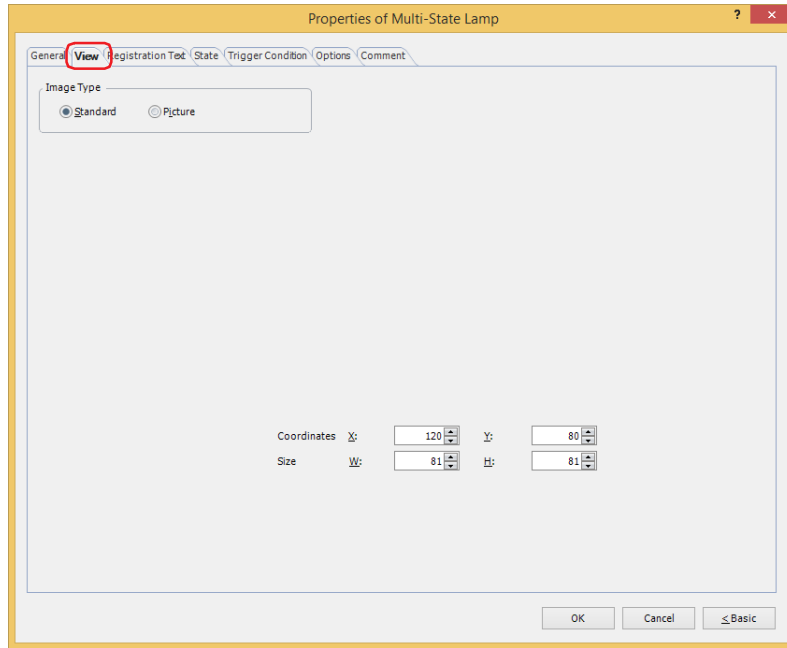 Properties of Multi-State Lamp ? ×
General View Registration Text State Trigger Condition Options Comment
Image Type
Standard Picture
Coordinates X: 120 Y: 80
Size W: 81 H: 81
OK Cancel < Basic